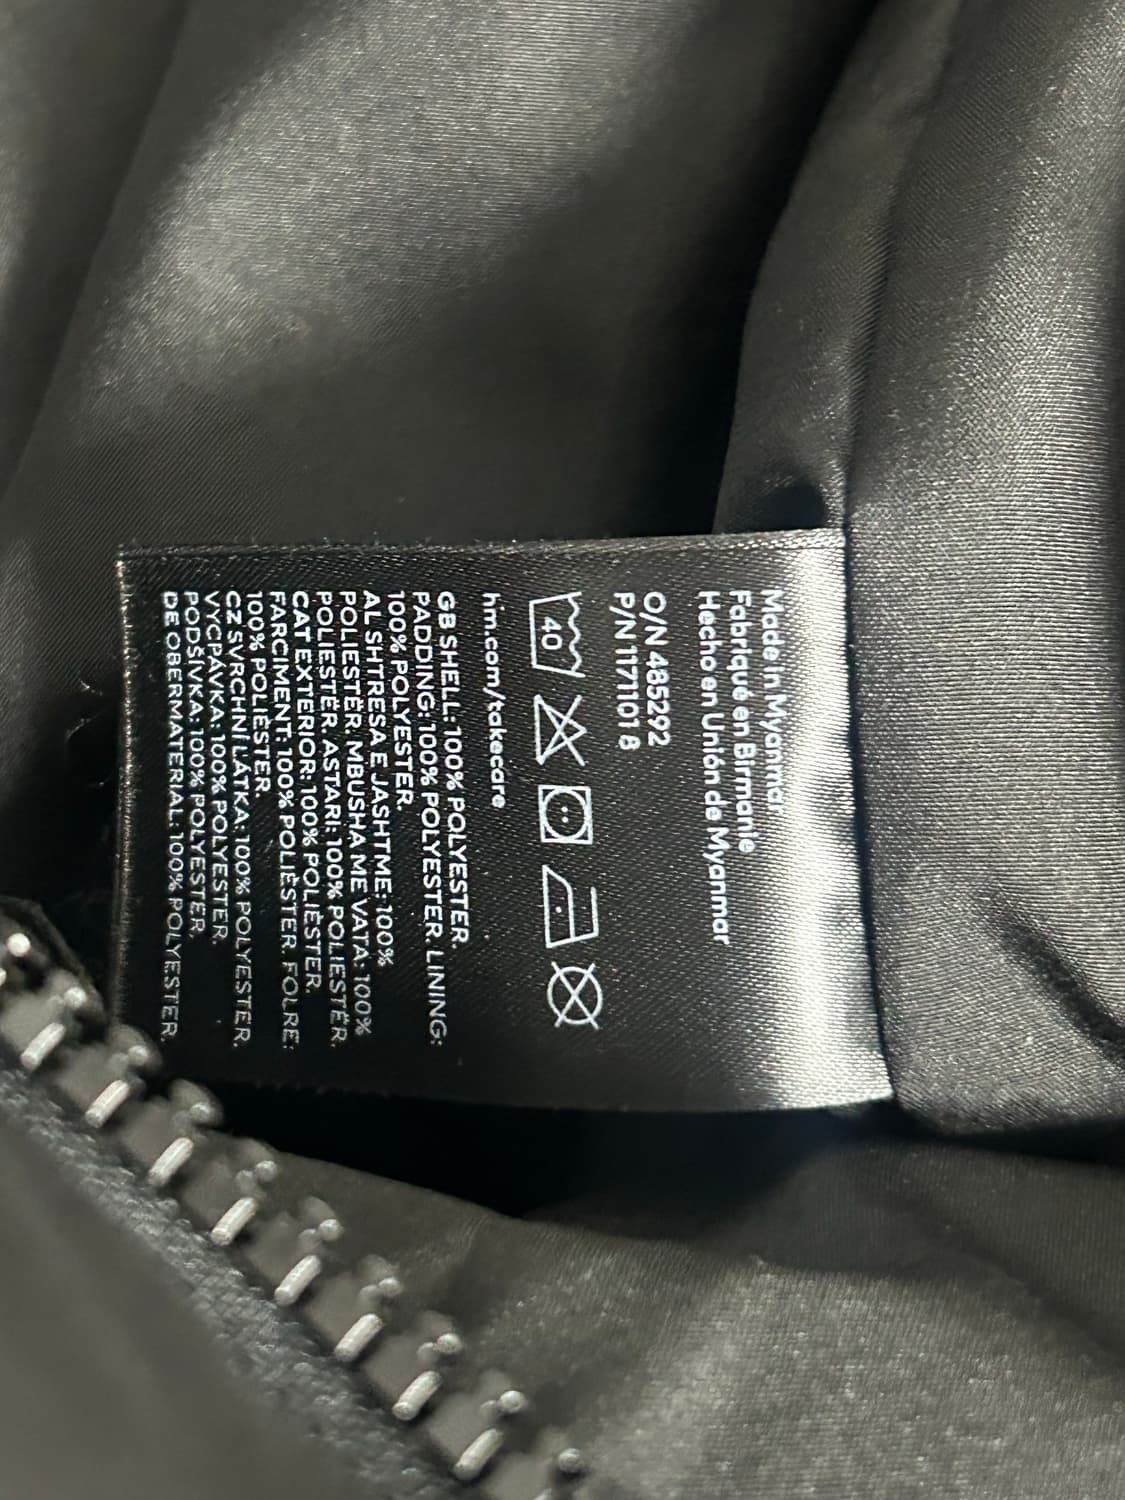 Made in Myanmar
Fabriqué en Birmanie
Hecho en Unión de Myanmar
O/N 485292
P/N 1171101 8
40
hm.com/takecare
GB SHELL: 100% POLYESTER.
PADDING: 100% POLYESTER. LINING:
100% POLYESTER.
AL SHTRESA E JASHTME: 100%
POLIESTËR. MBUSHA ME VATA: 100%
POLIESTËR. ASTARI: 100% POLIESTËR.
CAT EXTERIOR: 100% POLIÈSTER.
FARCIMENT: 100% POLIÈSTER. FOLRE:
100% POLIÈSTER.
CZ SVRCHNÍ LÁTKA: 100% POLYESTER.
VYCPÁVKA: 100% POLYESTER.
PODŠÍVKA: 100% POLYESTER.
DE OBERMATERIAL: 100% POLYESTER.